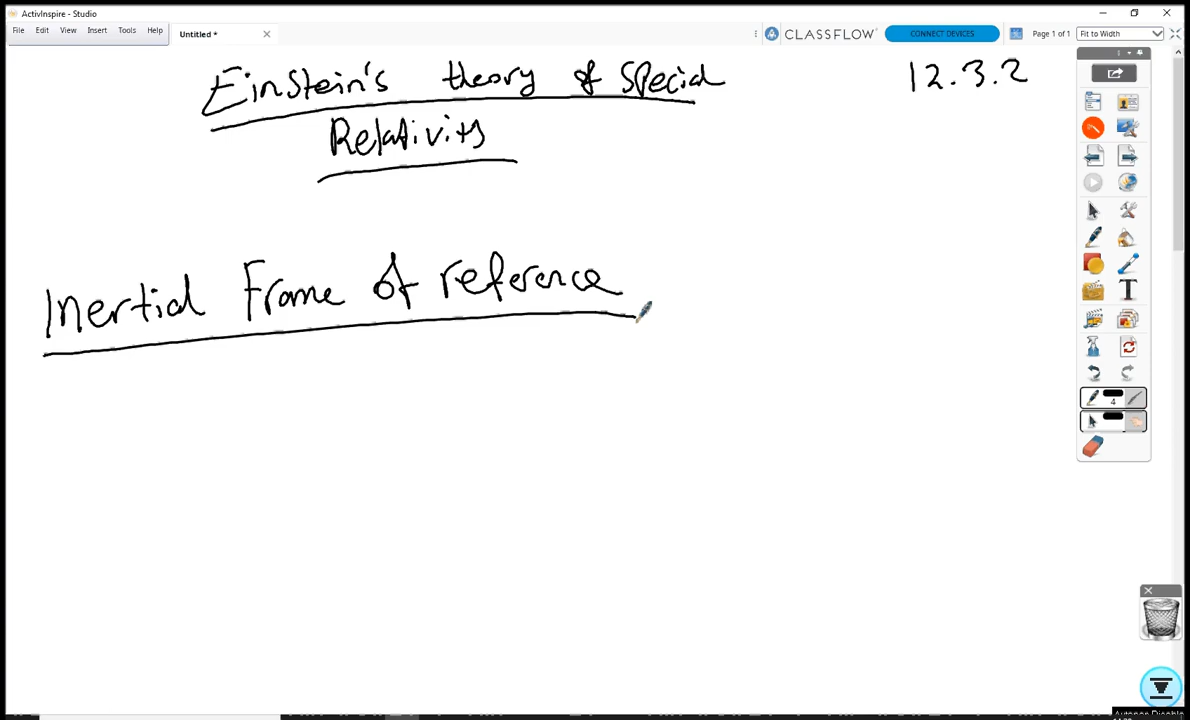 ActivInspire - Studio
File Edit View Insert Tools Help
Untitled *
CLASSFLOW
CONNECT DEVICES
Page 1 of 1
Fit to Width
Einstein's theory of Special
12.3.2
Relativity
Inertial Frame of reference
T
4